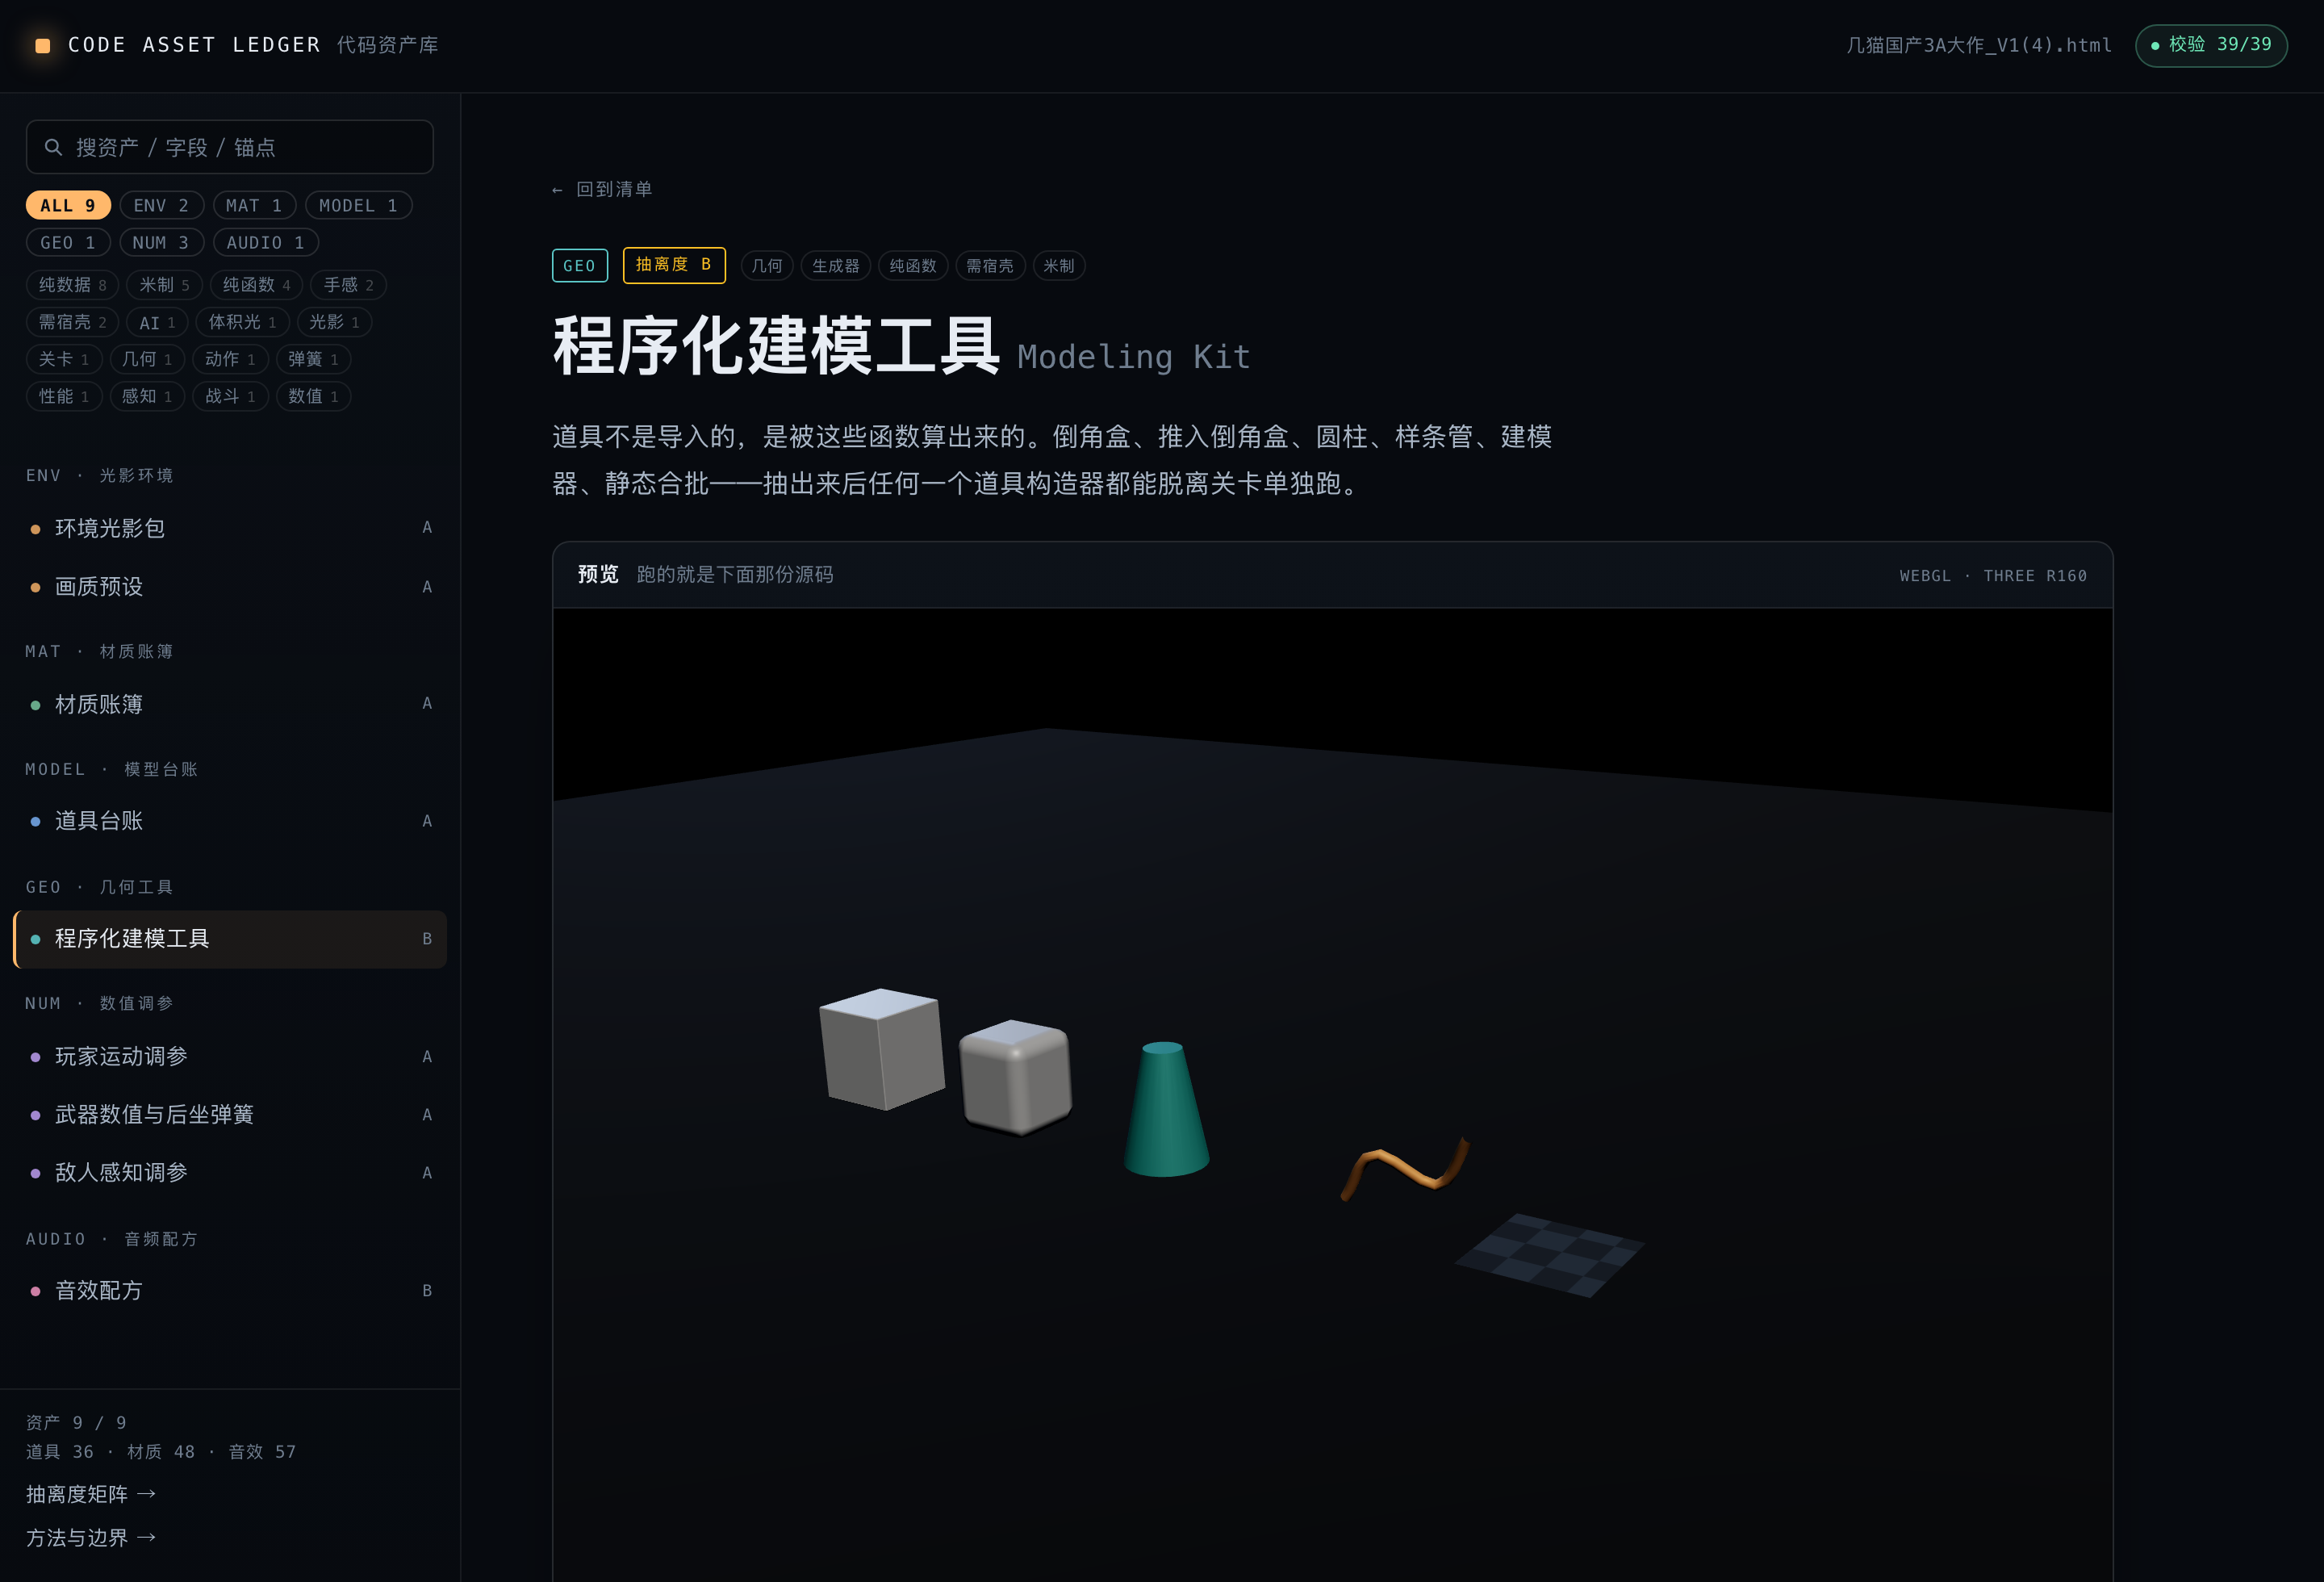 CODE ASSET LEDGER 代码资产库
几猫国产3A大作_V1(4).html
校验 39/39
搜资产 / 字段 / 锚点
ALL 9 ENV 2 MAT 1 MODEL 1
GEO 1 NUM 3 AUDIO 1
纯数据 8 米制 5 纯函数 4 手感 2
需宿壳 2 AI 1 体积光 1 光影 1
关卡 1 几何 1 动作 1 弹簧 1
性能 1 感知 1 战斗 1 数值 1
ENV · 光影环境
环境光影包 A
画质预设 A
MAT · 材质账簿
材质账簿 A
MODEL · 模型台账
道具台账 A
GEO · 几何工具
程序化建模工具 B
NUM · 数值调参
玩家运动调参 A
武器数值与后坐弹簧 A
敌人感知调参 A
AUDIO · 音频配方
音效配方 B
资产 9 / 9
道具 36 · 材质 48 · 音效 57
抽离度矩阵 →
方法与边界 →
← 回到清单
GEO 抽离度 B 几何 生成器 纯函数 需宿壳 米制
程序化建模工具 Modeling Kit
道具不是导入的，是被这些函数算出来的。倒角盒、推入倒角盒、圆柱、样条管、建模
器、静态合批——抽出来后任何一个道具构造器都能脱离关卡单独跑。
预览 跑的就是下面那份源码
WEBGL · THREE R160